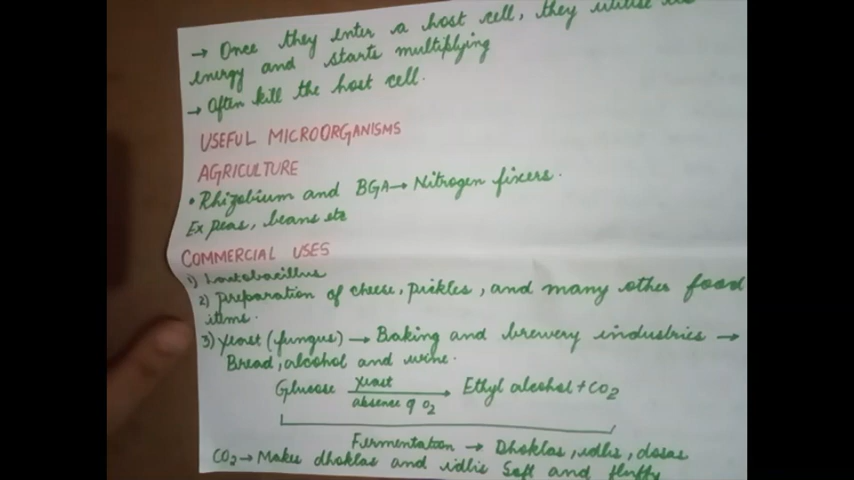 → Once they enter a host cell, they utilise
energy and starts multiplying
→ Often kill the host cell.
USEFUL MICROORGANISMS
AGRICULTURE
• Rhizobium and BGA → Nitrogen fixers.
Ex peas, beans etc
COMMERCIAL USES
1) Lactobacillus
2) Preparation of cheese, pickles, and many other food
items.
3) Yeast (fungus) → Baking and brewery industries →
Bread, alcohol and wine.
Glucose yeast → Ethyl alcohol + CO2
absence of O2
Fermentation → Dhoklas, idlis, dosas
CO2 → Makes dhoklas and idlis Soft and fluffy